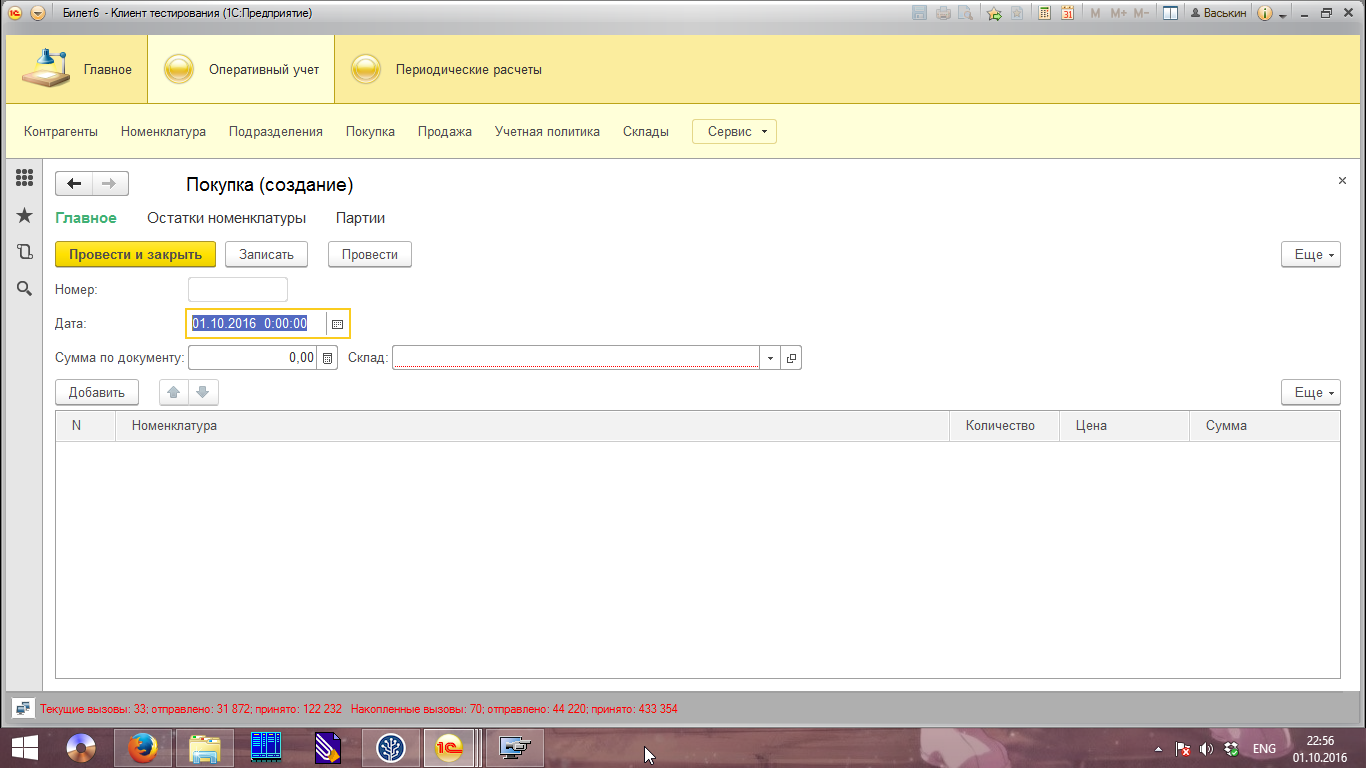 Билет6 - Клиент тестирования (1С:Предприятие)
31 M M+ M− Васькин
Главное Оперативный учет Периодические расчеты
Контрагенты Номенклатура Подразделения Покупка Продажа Учетная политика Склады Сервис
Покупка (создание)
Главное Остатки номенклатуры Партии
Провести и закрыть Записать Провести Еще
Номер:
Дата: 01.10.2016 0:00:00
Сумма по документу: 0,00 Склад:
Добавить Еще
N Номенклатура Количество Цена Сумма
Текущие вызовы: 33; отправлено: 31 872; принято: 122 232 Накопленные вызовы: 70; отправлено: 44 220; принято: 433 354
1С ENG 22:56
01.10.2016